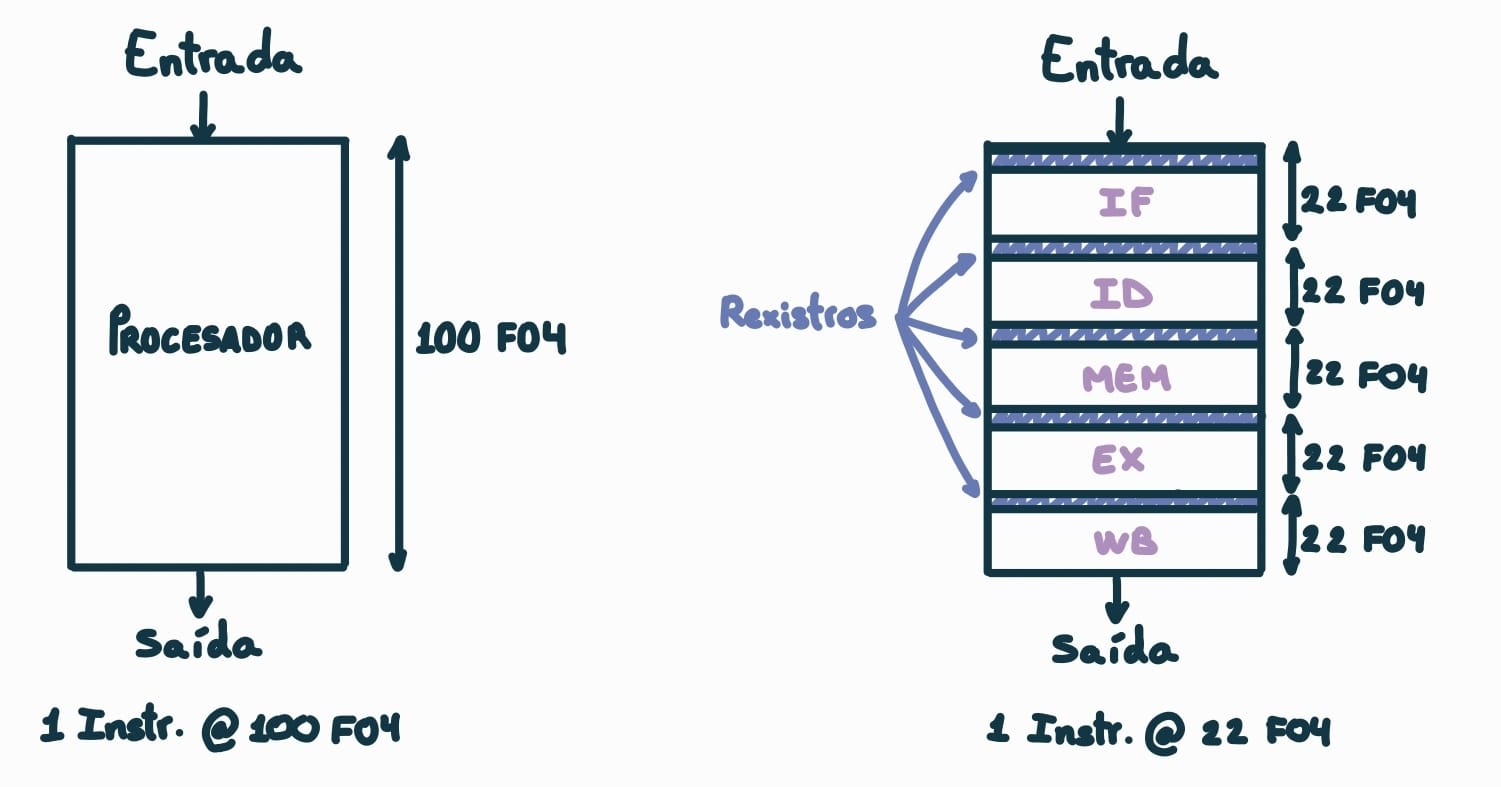 Entrada
PROCESADOR
100 FO4
Saída
1 Instr. @ 100 FO4
Entrada
Rexistros
IF
22 FO4
ID
22 FO4
MEM
22 FO4
EX
22 FO4
WB
22 FO4
Saída
1 Instr. @ 22 FO4